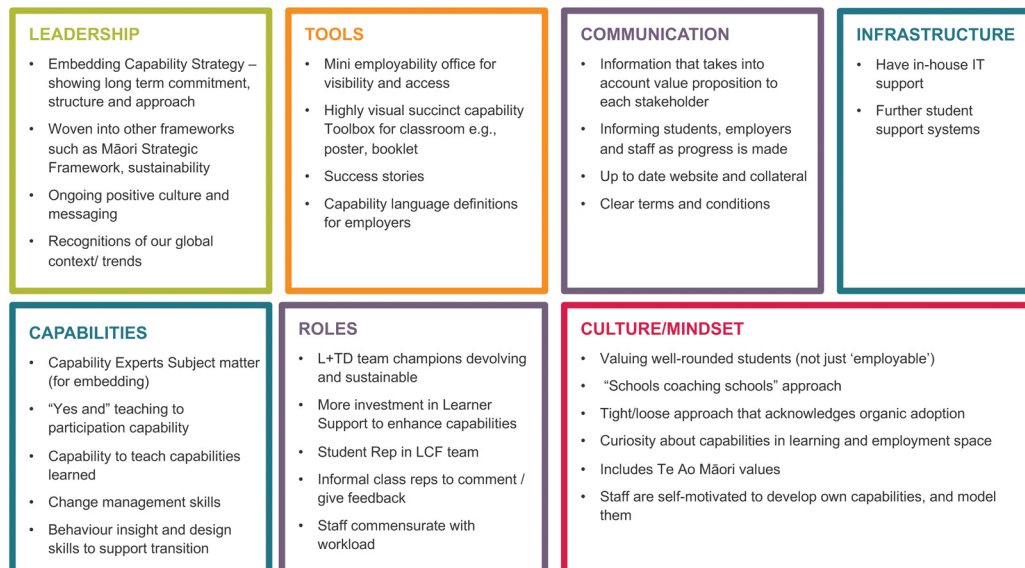 LEADERSHIP
• Embedding Capability Strategy –
showing long term commitment,
structure and approach
• Woven into other frameworks
such as Māori Strategic
Framework, sustainability
• Ongoing positive culture and
messaging
• Recognitions of our global
context/ trends
TOOLS
• Mini employability office for
visibility and access
• Highly visual succinct capability
Toolbox for classroom e.g.,
poster, booklet
• Success stories
• Capability language definitions
for employers
COMMUNICATION
• Information that takes into
account value proposition to
each stakeholder
• Informing students, employers
and staff as progress is made
• Up to date website and collateral
• Clear terms and conditions
INFRASTRUCTURE
• Have in-house IT
support
• Further student
support systems
CAPABILITIES
• Capability Experts Subject matter
(for embedding)
• “Yes and” teaching to
participation capability
• Capability to teach capabilities
learned
• Change management skills
• Behaviour insight and design
skills to support transition
ROLES
• L+TD team champions devolving
and sustainable
• More investment in Learner
Support to enhance capabilities
• Student Rep in LCF team
• Informal class reps to comment /
give feedback
• Staff commensurate with
workload
CULTURE/MINDSET
• Valuing well-rounded students (not just ‘employable’)
• “Schools coaching schools” approach
• Tight/loose approach that acknowledges organic adoption
• Curiosity about capabilities in learning and employment space
• Includes Te Ao Māori values
• Staff are self-motivated to develop own capabilities, and model
them